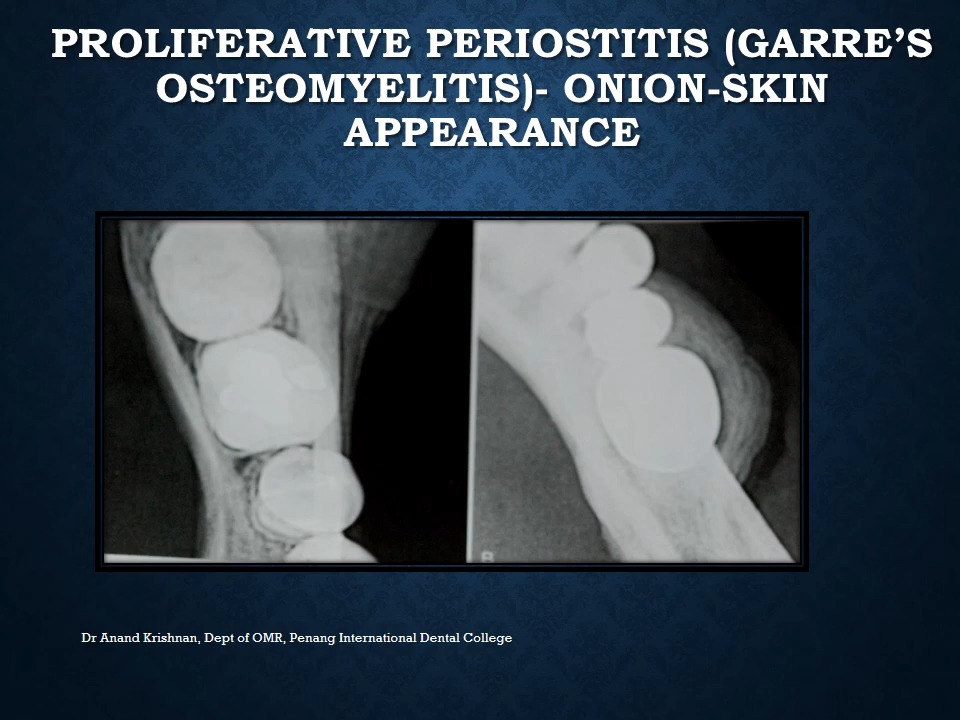 PROLIFERATIVE PERIOSTITIS (GARRE’S
OSTEOMYELITIS)- ONION-SKIN
APPEARANCE
B
Dr Anand Krishnan, Dept of OMR, Penang International Dental College